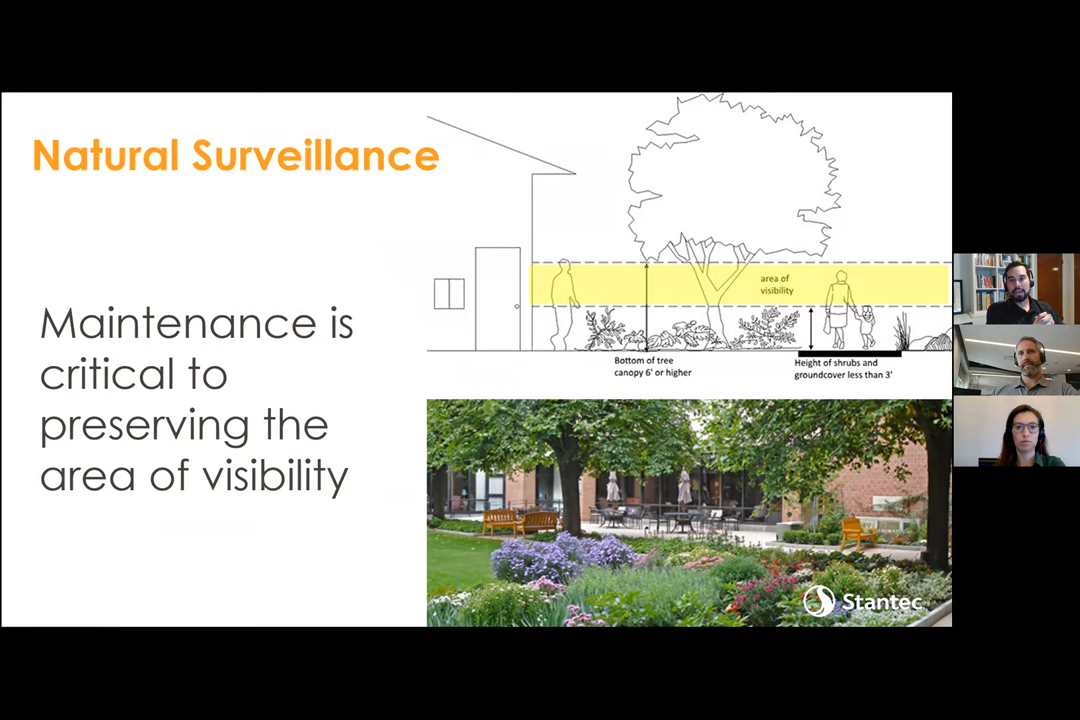 Natural Surveillance
Maintenance is
critical to
preserving the
area of visibility
area of
visibility
Bottom of tree
canopy 6' or higher
Height of shrubs and
groundcover less than 3'
Stantec